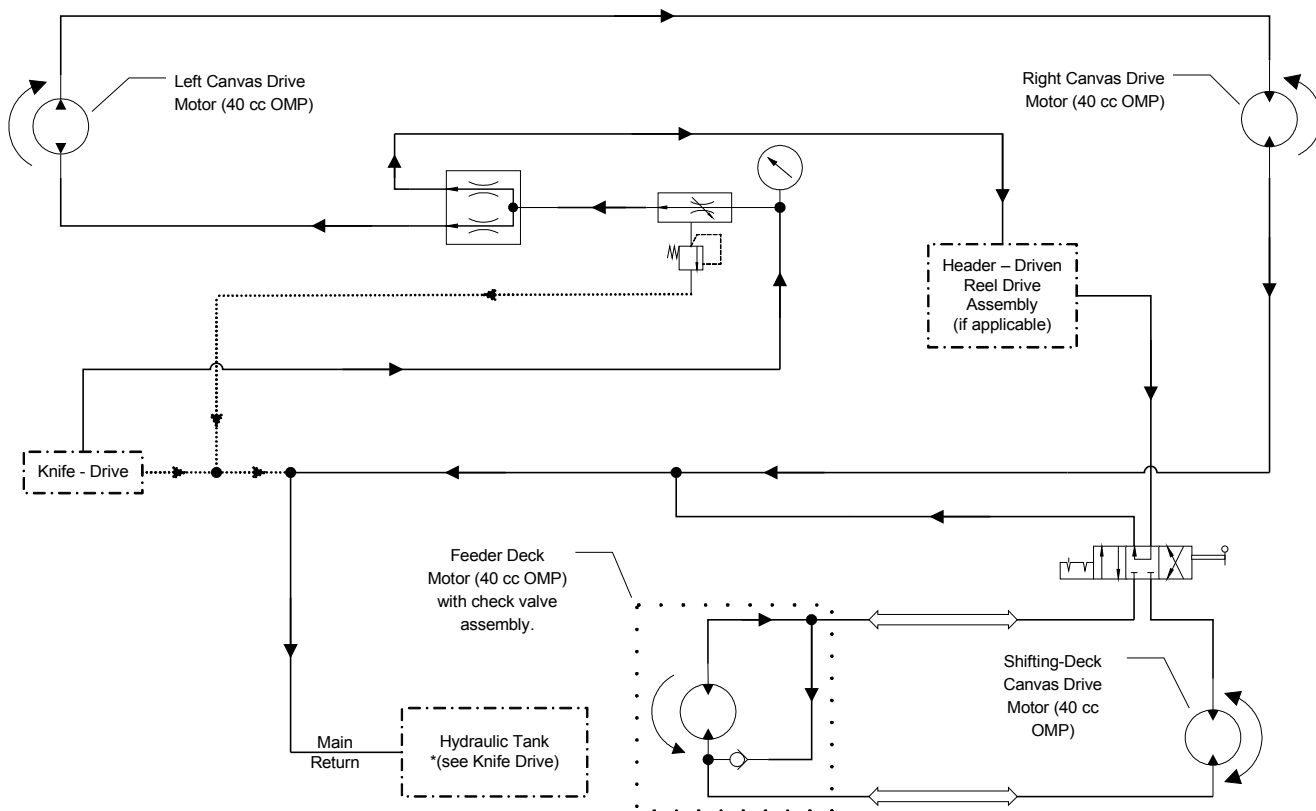 Left Canvas Drive
Motor (40 cc OMP)
Right Canvas Drive
Motor (40 cc OMP)
Header – Driven
Reel Drive
Assembly
(if applicable)
Knife - Drive
Feeder Deck
Motor (40 cc OMP)
with check valve
assembly.
Shifting-Deck
Canvas Drive
Motor (40 cc
OMP)
Main
Return
Hydraulic Tank
*(see Knife Drive)